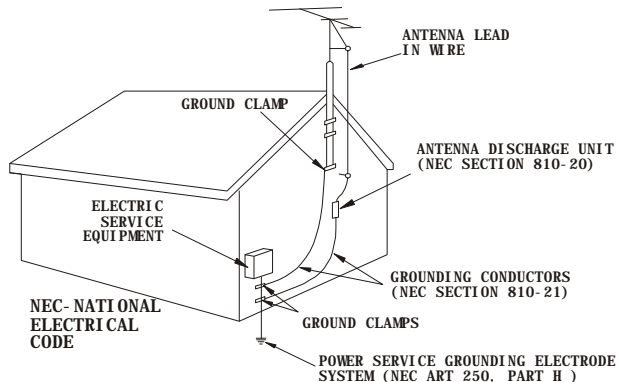 ANTENNA LEAD
IN WIRE
GROUND CLAMP
ANTENNA DISCHARGE UNIT
(NEC SECTION 810-20)
ELECTRIC
SERVICE
EQUIPMENT
GROUNDING CONDUCTORS
(NEC SECTION 810-21)
NEC-NATIONAL
ELECTRICAL
CODE
GROUND CLAMPS
POWER SERVICE GROUNDING ELECTRODE
SYSTEM (NEC ART 250, PART H )